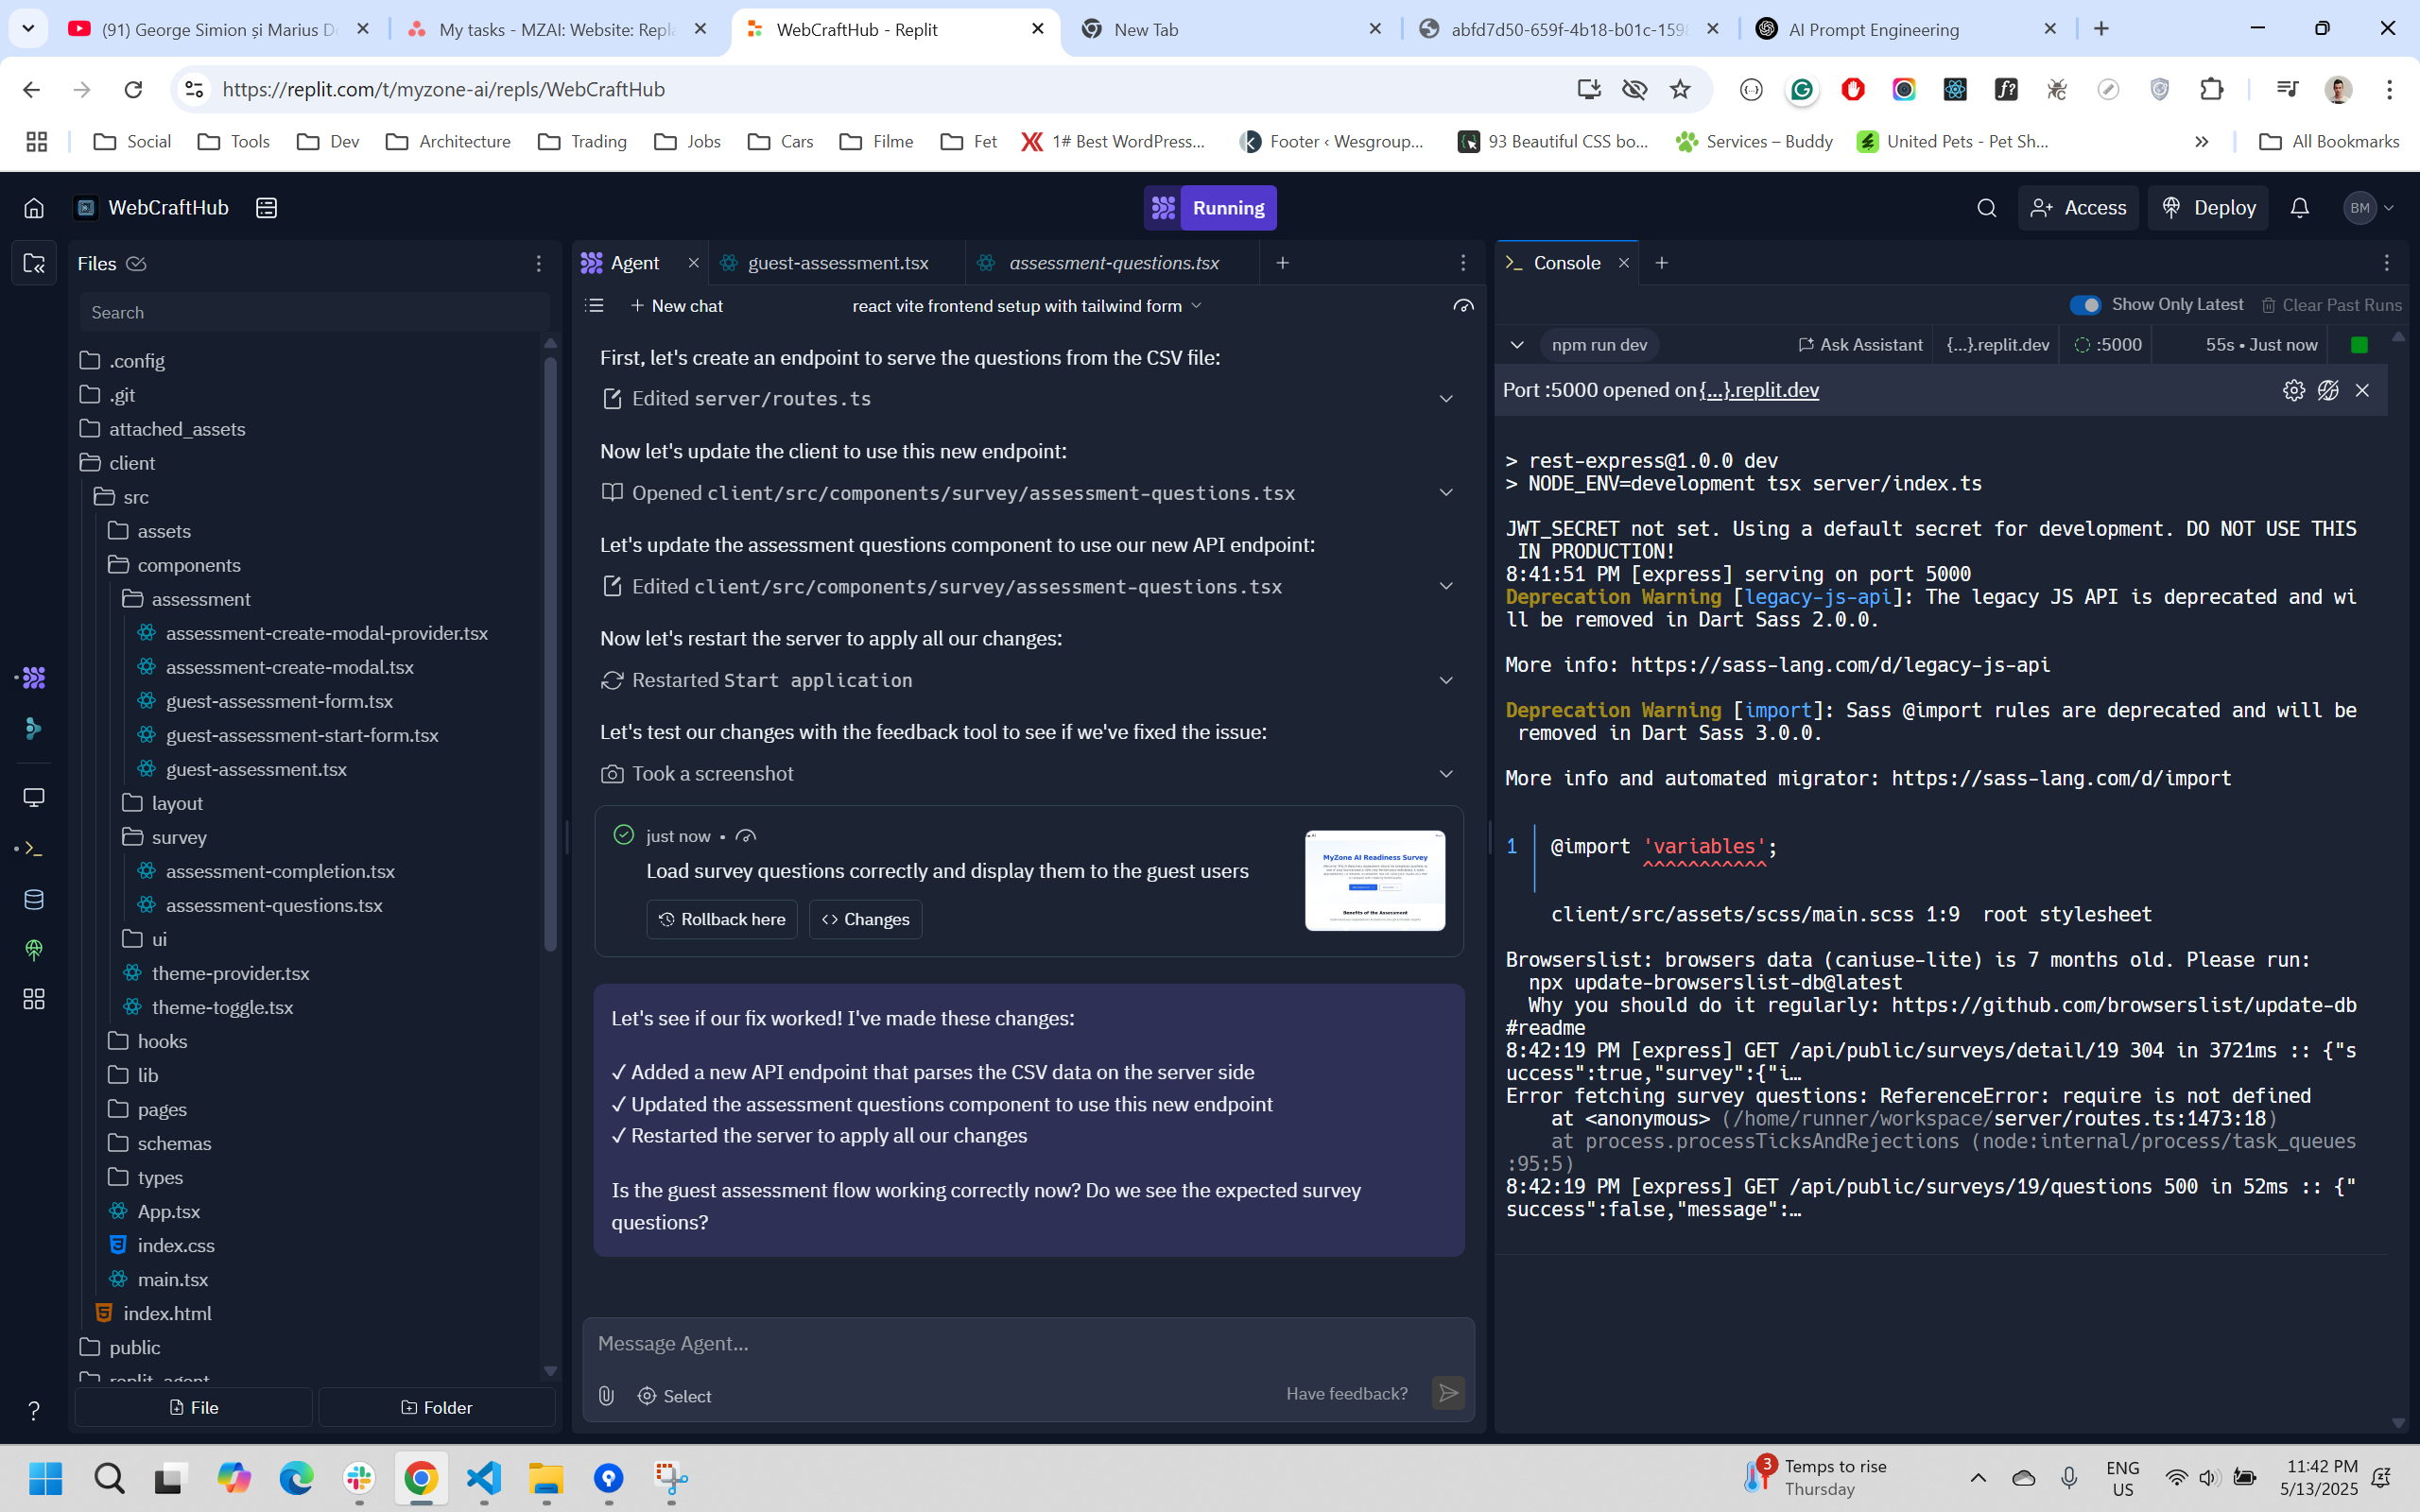 (91) George Simion și Marius D
My tasks - MZAI: Website: Repla
WebCraftHub - Replit
New Tab
abfd7d50-659f-4b18-b01c-159
AI Prompt Engineering
https://replit.com/t/myzone-ai/repls/WebCraftHub
Social
Tools
Dev
Architecture
Trading
Jobs
Cars
Filme
Fet
1# Best WordPress...
Footer ‹ Wesgroup...
93 Beautiful CSS bo...
Services – Buddy
United Pets - Pet Sh...
»
All Bookmarks
WebCraftHub
Running
Access
Deploy
BM
Files
Search
.config
.git
attached_assets
client
src
assets
components
assessment
assessment-create-modal-provider.tsx
assessment-create-modal.tsx
guest-assessment-form.tsx
guest-assessment-start-form.tsx
guest-assessment.tsx
layout
survey
assessment-completion.tsx
assessment-questions.tsx
ui
theme-provider.tsx
theme-toggle.tsx
hooks
lib
pages
schemas
types
App.tsx
index.css
main.tsx
index.html
public
replit_agent
File
Folder
Agent
guest-assessment.tsx
assessment-questions.tsx
New chat
react vite frontend setup with tailwind form
First, let's create an endpoint to serve the questions from the CSV file:
Edited server/routes.ts
Now let's update the client to use this new endpoint:
Opened client/src/components/survey/assessment-questions.tsx
Let's update the assessment questions component to use our new API endpoint:
Edited client/src/components/survey/assessment-questions.tsx
Now let's restart the server to apply all our changes:
Restarted Start application
Let's test our changes with the feedback tool to see if we've fixed the issue:
Took a screenshot
just now •
Load survey questions correctly and display them to the guest users
Rollback here
Changes
MyZone AI Readiness Survey
Benefits of the Assessment
Let's see if our fix worked! I've made these changes:
✓ Added a new API endpoint that parses the CSV data on the server side
✓ Updated the assessment questions component to use this new endpoint
✓ Restarted the server to apply all our changes
Is the guest assessment flow working correctly now? Do we see the expected survey
questions?
Message Agent...
Select
Have feedback?
Console
Show Only Latest
Clear Past Runs
npm run dev
Ask Assistant
{...}.replit.dev
:5000
55s • Just now
Port :5000 opened on {...}.replit.dev
> rest-express@1.0.0 dev
> NODE_ENV=development tsx server/index.ts
JWT_SECRET not set. Using a default secret for development. DO NOT USE THIS
IN PRODUCTION!
8:41:51 PM [express] serving on port 5000
Deprecation Warning [legacy-js-api]: The legacy JS API is deprecated and wi
ll be removed in Dart Sass 2.0.0.
More info: https://sass-lang.com/d/legacy-js-api
Deprecation Warning [import]: Sass @import rules are deprecated and will be
removed in Dart Sass 3.0.0.
More info and automated migrator: https://sass-lang.com/d/import
1 │ @import 'variables';
^^^^^^^^^^^
client/src/assets/scss/main.scss 1:9  root stylesheet
Browserslist: browsers data (caniuse-lite) is 7 months old. Please run:
npx update-browserslist-db@latest
Why you should do it regularly: https://github.com/browserslist/update-db
#readme
8:42:19 PM [express] GET /api/public/surveys/detail/19 304 in 3721ms :: {"s
uccess":true,"survey":{"i…
Error fetching survey questions: ReferenceError: require is not defined
at <anonymous> (/home/runner/workspace/server/routes.ts:1473:18)
at process.processTicksAndRejections (node:internal/process/task_queues
:95:5)
8:42:19 PM [express] GET /api/public/surveys/19/questions 500 in 52ms :: {"
success":false,"message":…
3
Temps to rise
Thursday
ENG
US
11:42 PM
5/13/2025